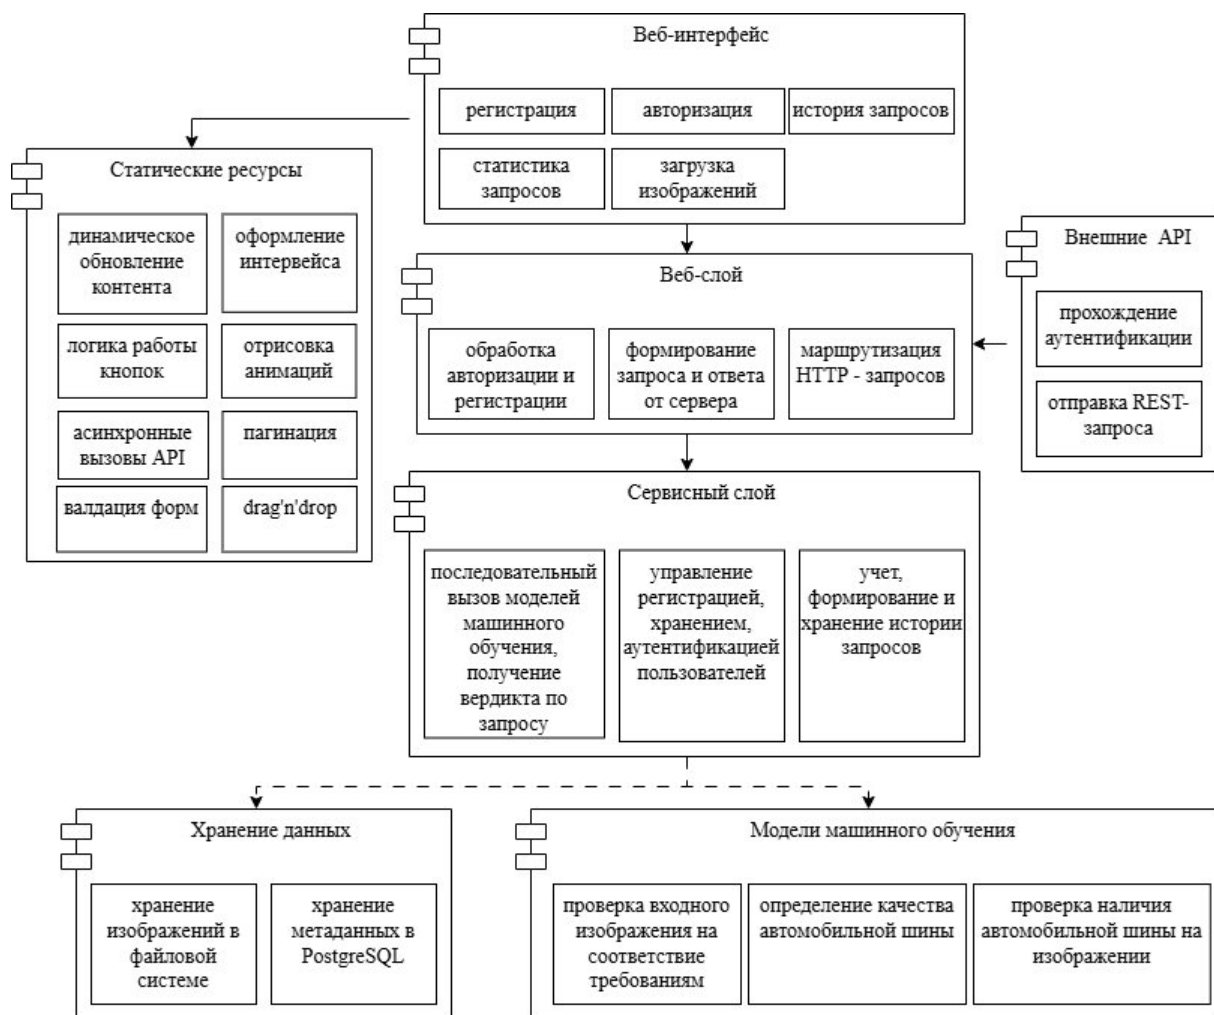 Веб-интерфейс
регистрация
авторизация
история запросов
статистика
запросов
загрузка
изображений
Статические ресурсы
динамическое
обновление
контента
оформление
интервейса
логика работы
кнопок
отрисовка
анимаций
асинхронные
вызовы API
пагинация
валдация форм
drag'n'drop
Веб-слой
обработка
авторизации и
регистрации
формирование
запроса и ответа
от сервера
маршрутизация
HTTP - запросов
Внешние API
прохождение
аутентификации
отправка REST-
запроса
Сервисный слой
последовательный
вызов моделей
машинного
обучения,
получение
вердикта по
запросу
управление
регистрацией,
хранением,
аутентификацией
пользователей
учет,
формирование и
хранение истории
запросов
Хранение данных
хранение
изображений в
файловой
системе
хранение
метаданных в
PostgreSQL
Модели машинного обучения
проверка входного
изображения на
соответствие
требованиям
определение качества
автомобильной шины
проверка наличия
автомобильной шины на
изображении